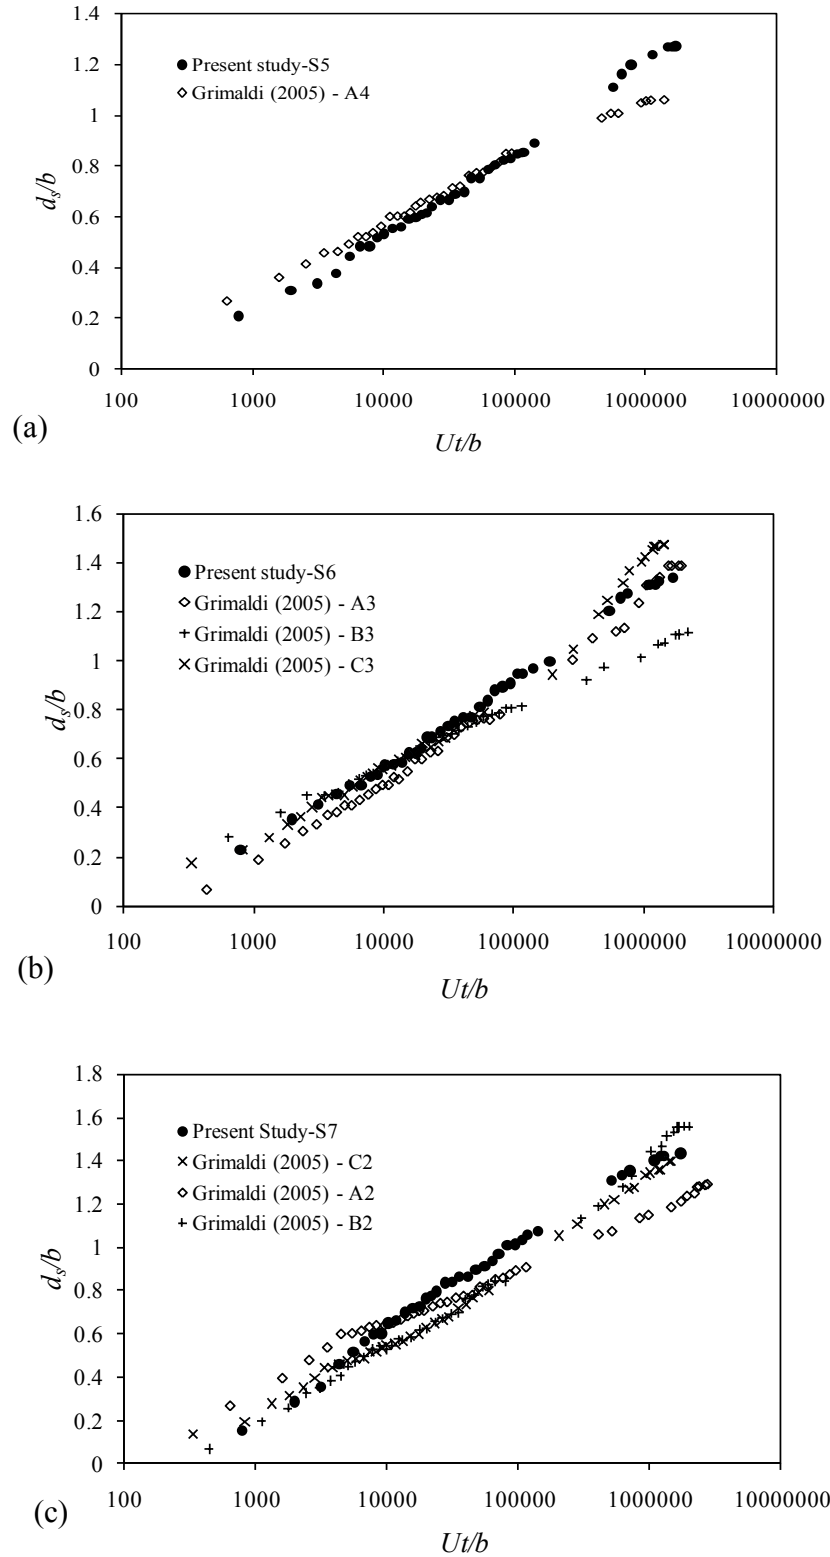 1.4
1.2
1
0.8
0.6
0.4
0.2
0
Present study-S5
Grimaldi (2005) - A4
ds/b
100 1000 10000 100000 1000000 10000000
(a)
Ut/b
1.6
1.4
1.2
1
0.8
0.6
0.4
0.2
0
Present study-S6
Grimaldi (2005) - A3
Grimaldi (2005) - B3
Grimaldi (2005) - C3
ds/b
100 1000 10000 100000 1000000 10000000
(b)
Ut/b
1.8
1.6
1.4
1.2
1
0.8
0.6
0.4
0.2
0
Present Study-S7
Grimaldi (2005) - C2
Grimaldi (2005) - A2
Grimaldi (2005) - B2
ds/b
100 1000 10000 100000 1000000 10000000
(c)
Ut/b